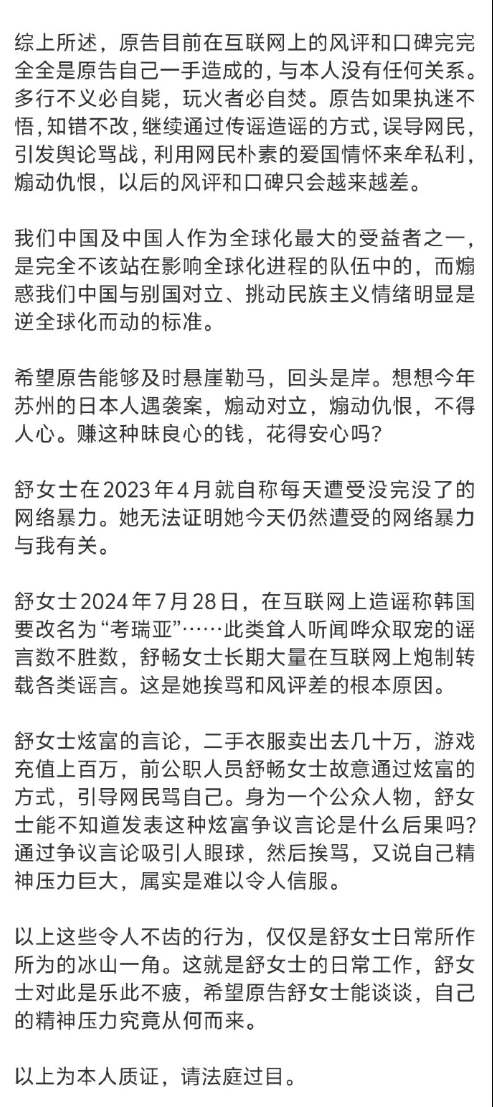 综上所述，原告目前在互联网上的风评和口碑完完
全全是原告自己一手造成的，与本人没有任何关系。
多行不义必自毙，玩火者必自焚。原告如果执迷不
悟，知错不改，继续通过传谣造谣的方式，误导网民，
引发舆论骂战，利用网民朴素的爱国情怀来牟私利，
煽动仇恨，以后的风评和口碑只会越来越差。
我们中国及中国人作为全球化最大的受益者之一，
是完全不该站在影响全球化进程的队伍中的，而煽
惑我们中国与别国对立、挑动民族主义情绪明显是
逆全球化而动的标准。
希望原告能够及时悬崖勒马，回头是岸。想想今年
苏州的日本人遇袭案，煽动对立，煽动仇恨，不得
人心。赚这种昧良心的钱，花得安心吗？
舒女士在2023年4月就自称每天遭受没完没了的
网络暴力。她无法证明她今天仍然遭受的网络暴力
与我有关。
舒女士2024年7月28日，在互联网上造谣称韩国
要改名为“考瑞亚”……此类耸人听闻哗众取宠的谣
言数不胜数，舒畅女士长期大量在互联网上炮制转
载各类谣言。这是她挨骂和风评差的根本原因。
舒女士炫富的言论，二手衣服卖出去几十万，游戏
充值上百万，前公职人员舒畅女士故意通过炫富的
方式，引导网民骂自己。身为一个公众人物，舒女
士能不知道发表这种炫富争议言论是什么后果吗？
通过争议言论吸引人眼球，然后挨骂，又说自己精
神压力巨大，属实是难以令人信服。
以上这些令人不齿的行为，仅仅是舒女士日常所作
所为的冰山一角。这就是舒女士的日常工作，舒女
士对此是乐此不疲，希望原告舒女士能谈谈，自己
的精神压力究竟从何而来。
以上为本人质证，请法庭过目。